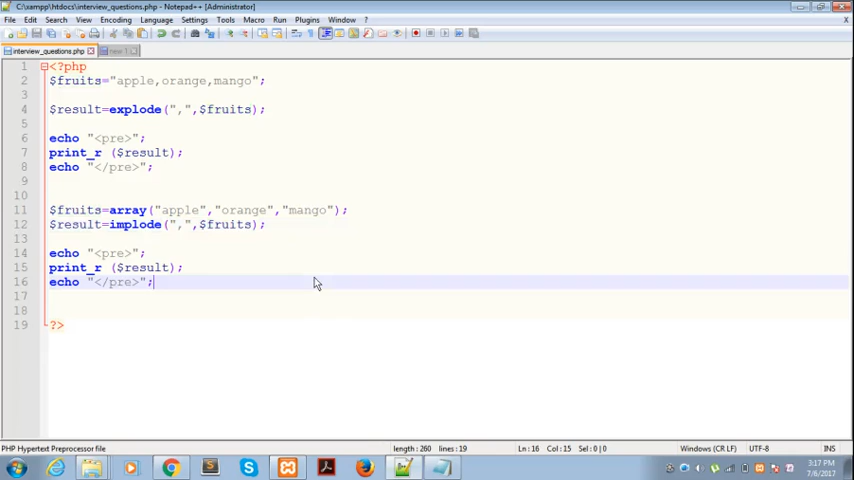 C:\xampp\htdocs\interview_questions.php - Notepad++ [Administrator]
File Edit Search View Encoding Language Settings Tools Macro Run Plugins Window ?
interview_questions.php new 1
1 <?php
2 $fruits="apple,orange,mango";
3
4 $result=explode(",",$fruits);
5
6 echo "<pre>";
7 print_r ($result);
8 echo "</pre>";
9
10
11 $fruits=array("apple","orange","mango");
12 $result=implode(",",$fruits);
13
14 echo "<pre>";
15 print_r ($result);
16 echo "</pre>";
17
18
19 ?>
PHP Hypertext Preprocessor file length : 260 lines : 19 Ln : 16 Col : 15 Sel : 0 | 0 Windows (CR LF) UTF-8 INS
3:17 PM
7/6/2017